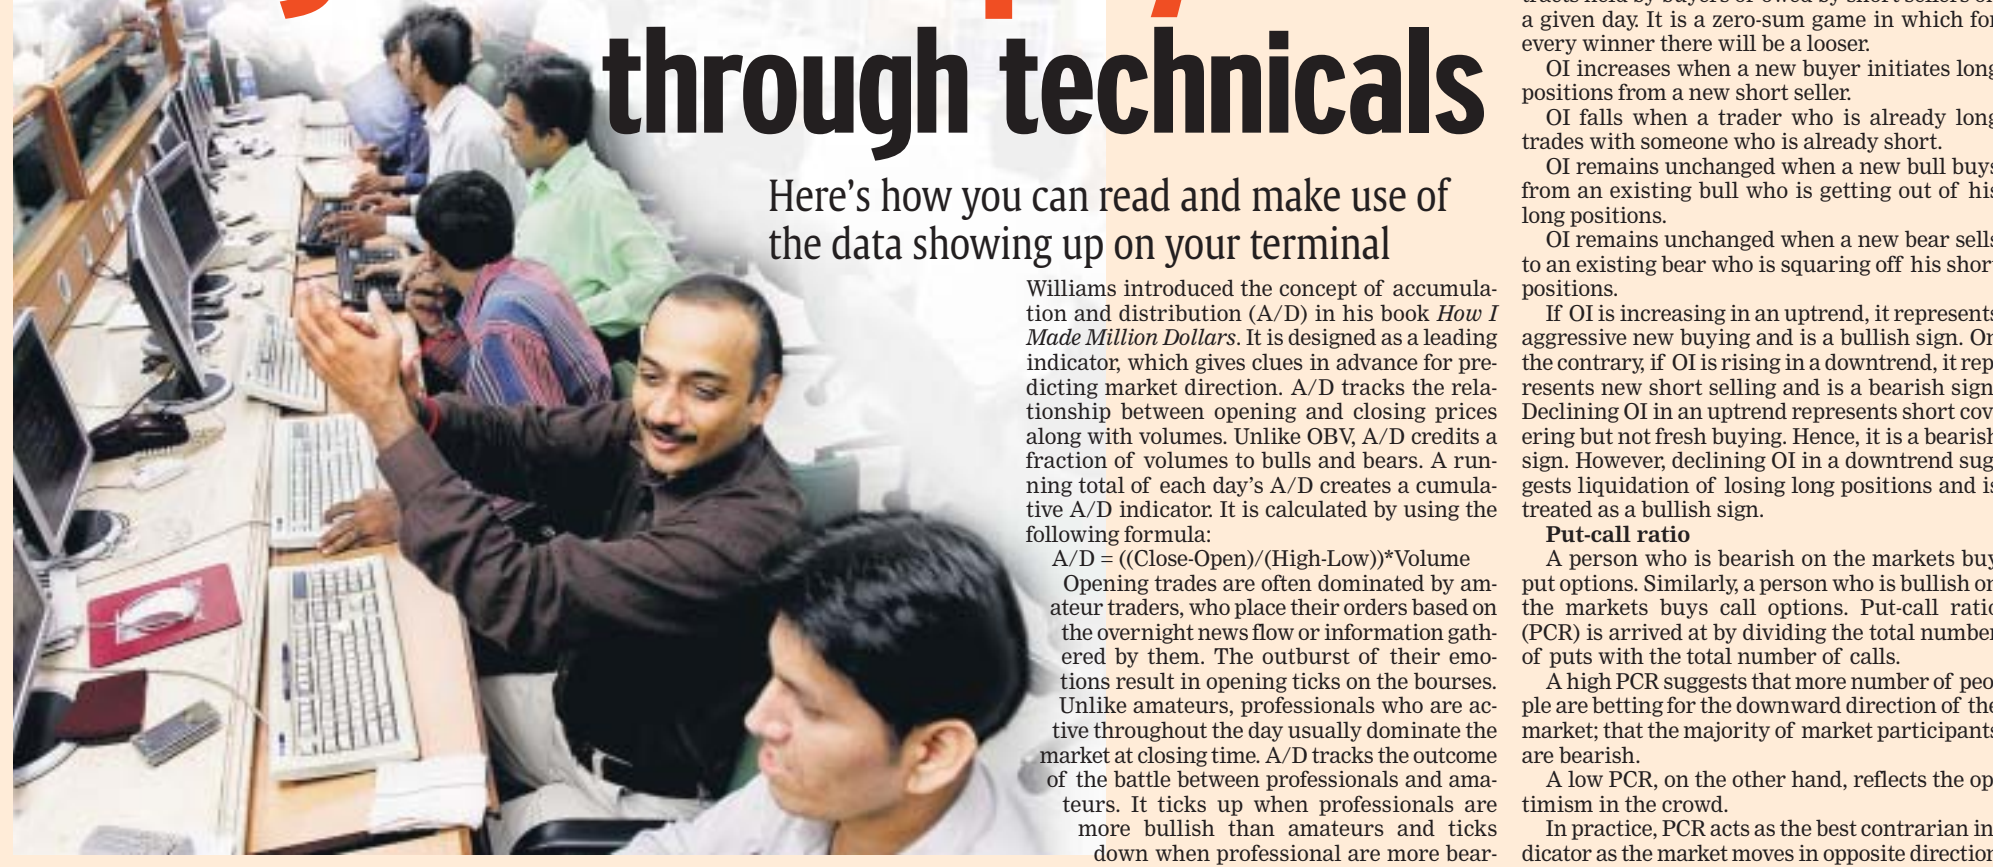 through technicals
Here's how you can read and make use of
the data showing up on your terminal
Williams introduced the concept of accumula-
tion and distribution (A/D) in his book How I
Made Million Dollars. It is designed as a leading
indicator, which gives clues in advance for pre-
dicting market direction. A/D tracks the rela-
tionship between opening and closing prices
along with volumes. Unlike OBV, A/D credits a
fraction of volumes to bulls and bears. A run-
ning total of each day's A/D creates a cumula-
tive A/D indicator. It is calculated by using the
following formula:
A/D = ((Close-Open)/(High-Low))*Volume
Opening trades are often dominated by am-
ateur traders, who place their orders based on
the overnight news flow or information gath-
ered by them. The outburst of their emo-
tions result in opening ticks on the bourses.
Unlike amateurs, professionals who are ac-
tive throughout the day usually dominate the
market at closing time. A/D tracks the outcome
of the battle between professionals and ama-
teurs. It ticks up when professionals are
more bullish than amateurs and ticks
down when professional are more bear-
tracts held by buyers or owed by short sellers on
a given day. It is a zero-sum game in which for
every winner there will be a looser.
OI increases when a new buyer initiates long
positions from a new short seller.
OI falls when a trader who is already long
trades with someone who is already short.
OI remains unchanged when a new bull buys
from an existing bull who is getting out of his
long positions.
OI remains unchanged when a new bear sells
to an existing bear who is squaring off his short
positions.
If OI is increasing in an uptrend, it represents
aggressive new buying and is a bullish sign. On
the contrary, if OI is rising in a downtrend, it rep
resents new short selling and is a bearish sign
Declining OI in an uptrend represents short cov
ering but not fresh buying. Hence, it is a bearish
sign. However, declining OI in a downtrend sug
gests liquidation of losing long positions and is
treated as a bullish sign.
Put-call ratio
A person who is bearish on the markets buy
put options. Similarly, a person who is bullish on
the markets buys call options. Put-call ratio
(PCR) is arrived at by dividing the total number
of puts with the total number of calls.
A high PCR suggests that more number of peo
ple are betting for the downward direction of the
market; that the majority of market participants
are bearish.
A low PCR, on the other hand, reflects the op
timism in the crowd.
In practice, PCR acts as the best contrarian in
dicator as the market moves in opposite direction